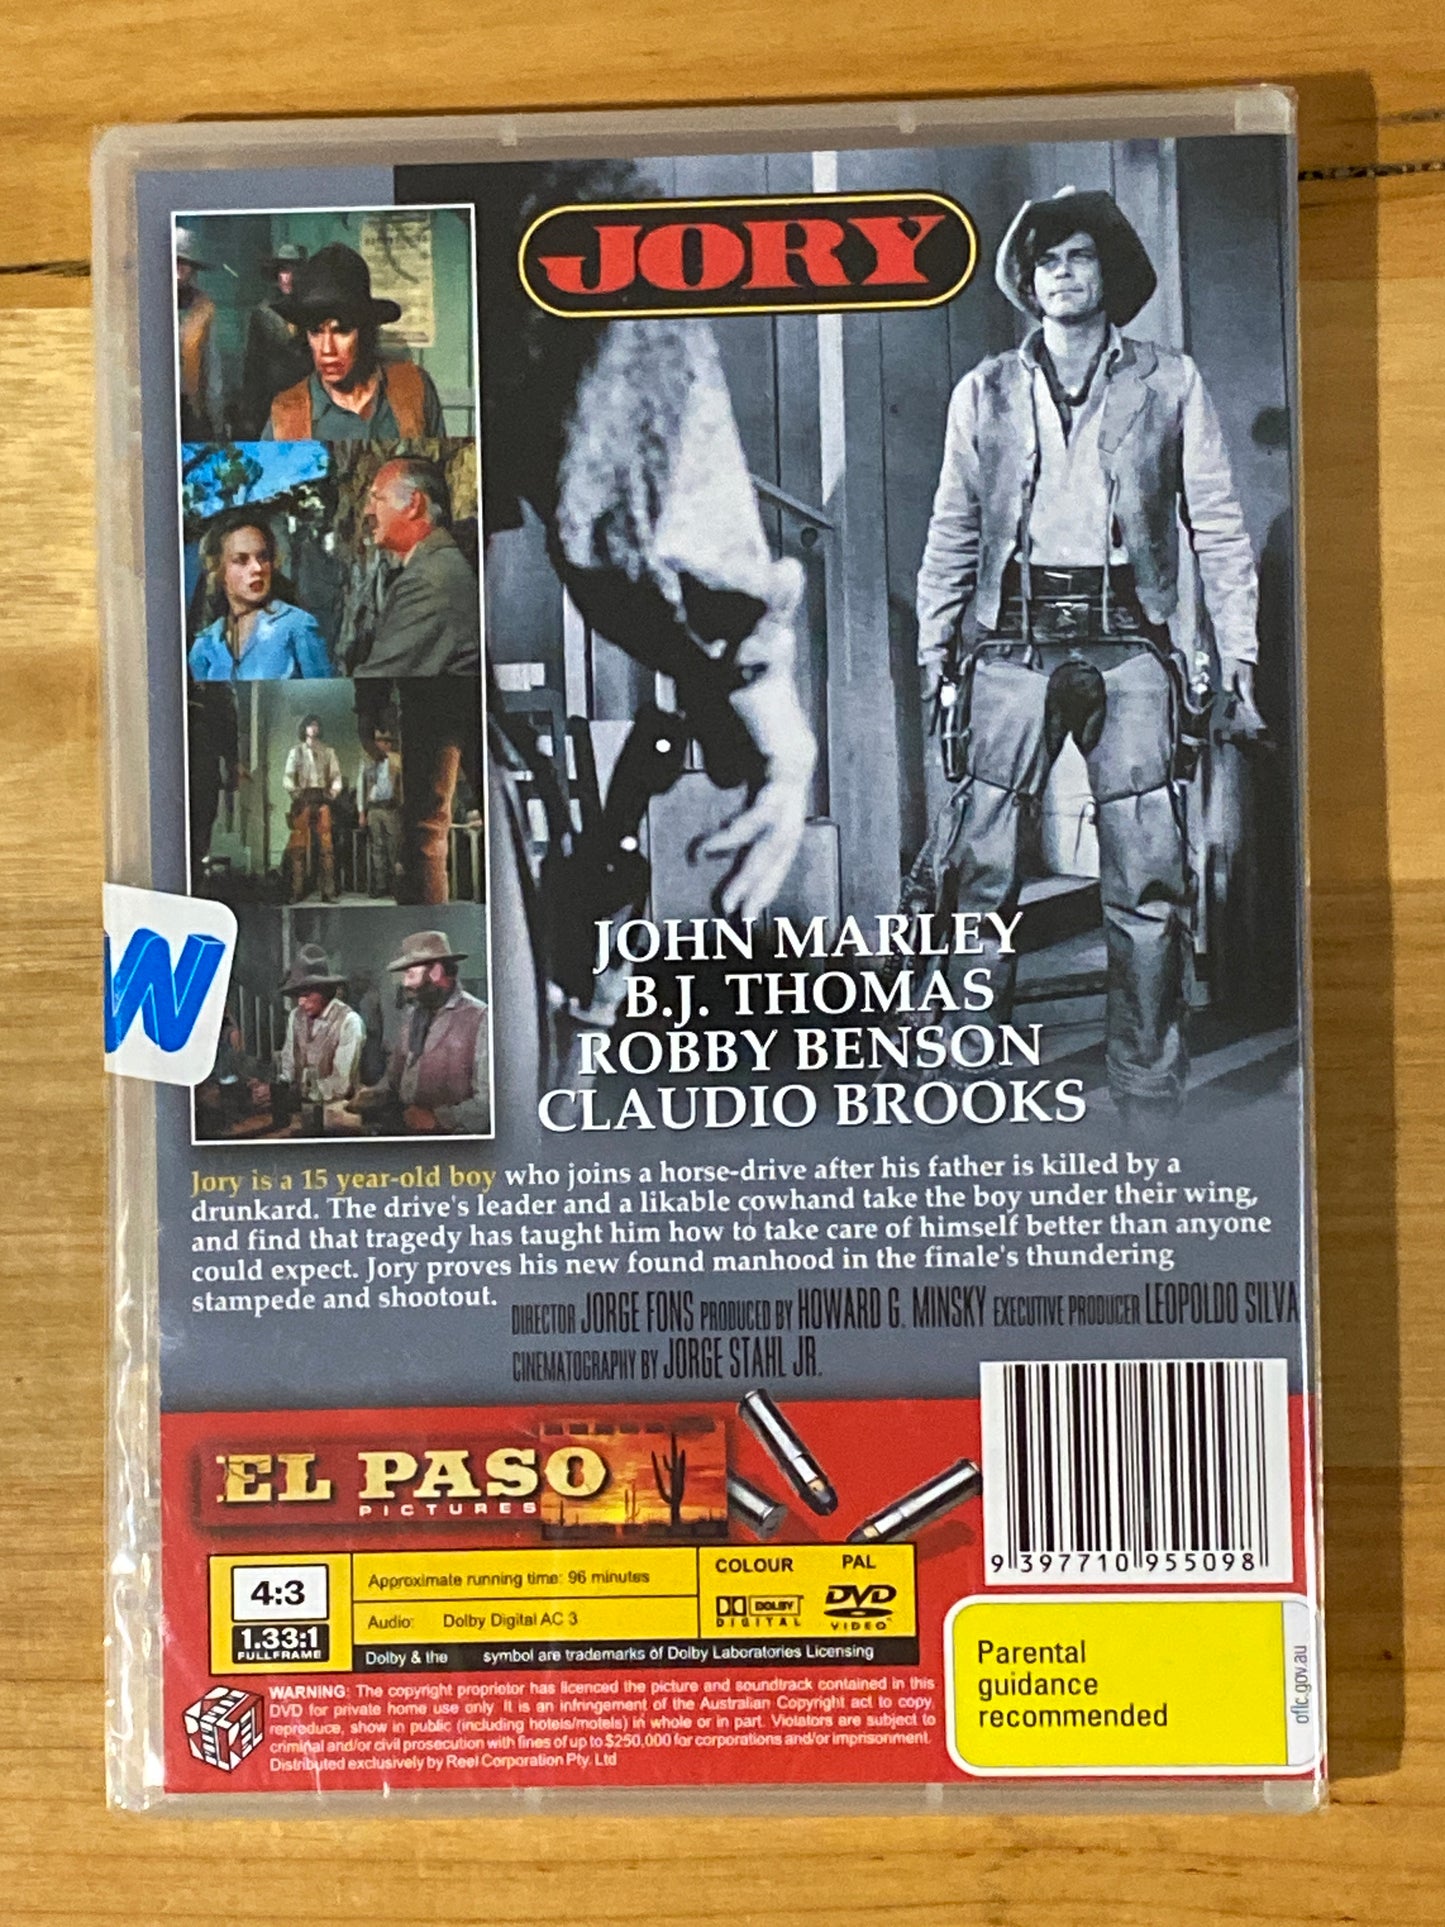 JORY
W
JOHN MARLEY
B.J. THOMAS
ROBBY BENSON
CLAUDIO BROOKS
Jory is a 15 year-old boy who joins a horse-drive after his father is killed by a
drunkard. The drive's leader and a likable cowhand take the boy under their wing,
and find that tragedy has taught him how to take care of himself better than anyone
could expect. Jory proves his new found manhood in the finale's thundering
stampede and shootout.
DIRECTOR JORGE FONS PRODUCED BY HOWARD G. MINSKY EXECUTIVE PRODUCER LEOPOLDO SILVA
CINEMATOGRAPHY BY JORGE STAHL JR.
EL PASO
PICTURES
9 397710 955098
4:3
1.33:1
FULLFRAME
Approximate running time: 96 minutes
Audio: Dolby Digital AC 3
COLOUR PAL
DOLBY
DIGITAL
DVD
VIDEO
Dolby & the symbol are trademarks of Dolby Laboratories Licensing
Parental
guidance
recommended
oflc.gov.au
REEL
WARNING: The copyright proprietor has licenced the picture and soundtrack contained in this
DVD for private home use only. It is an infringement of the Australian Copyright act to copy,
reproduce, show in public (including hotels/motels) in whole or in part. Violators are subject to
criminal and/or civil prosecution with fines of up to $250,000 for corporations and/or imprisonment.
Distributed exclusively by Reel Corporation Pty. Ltd